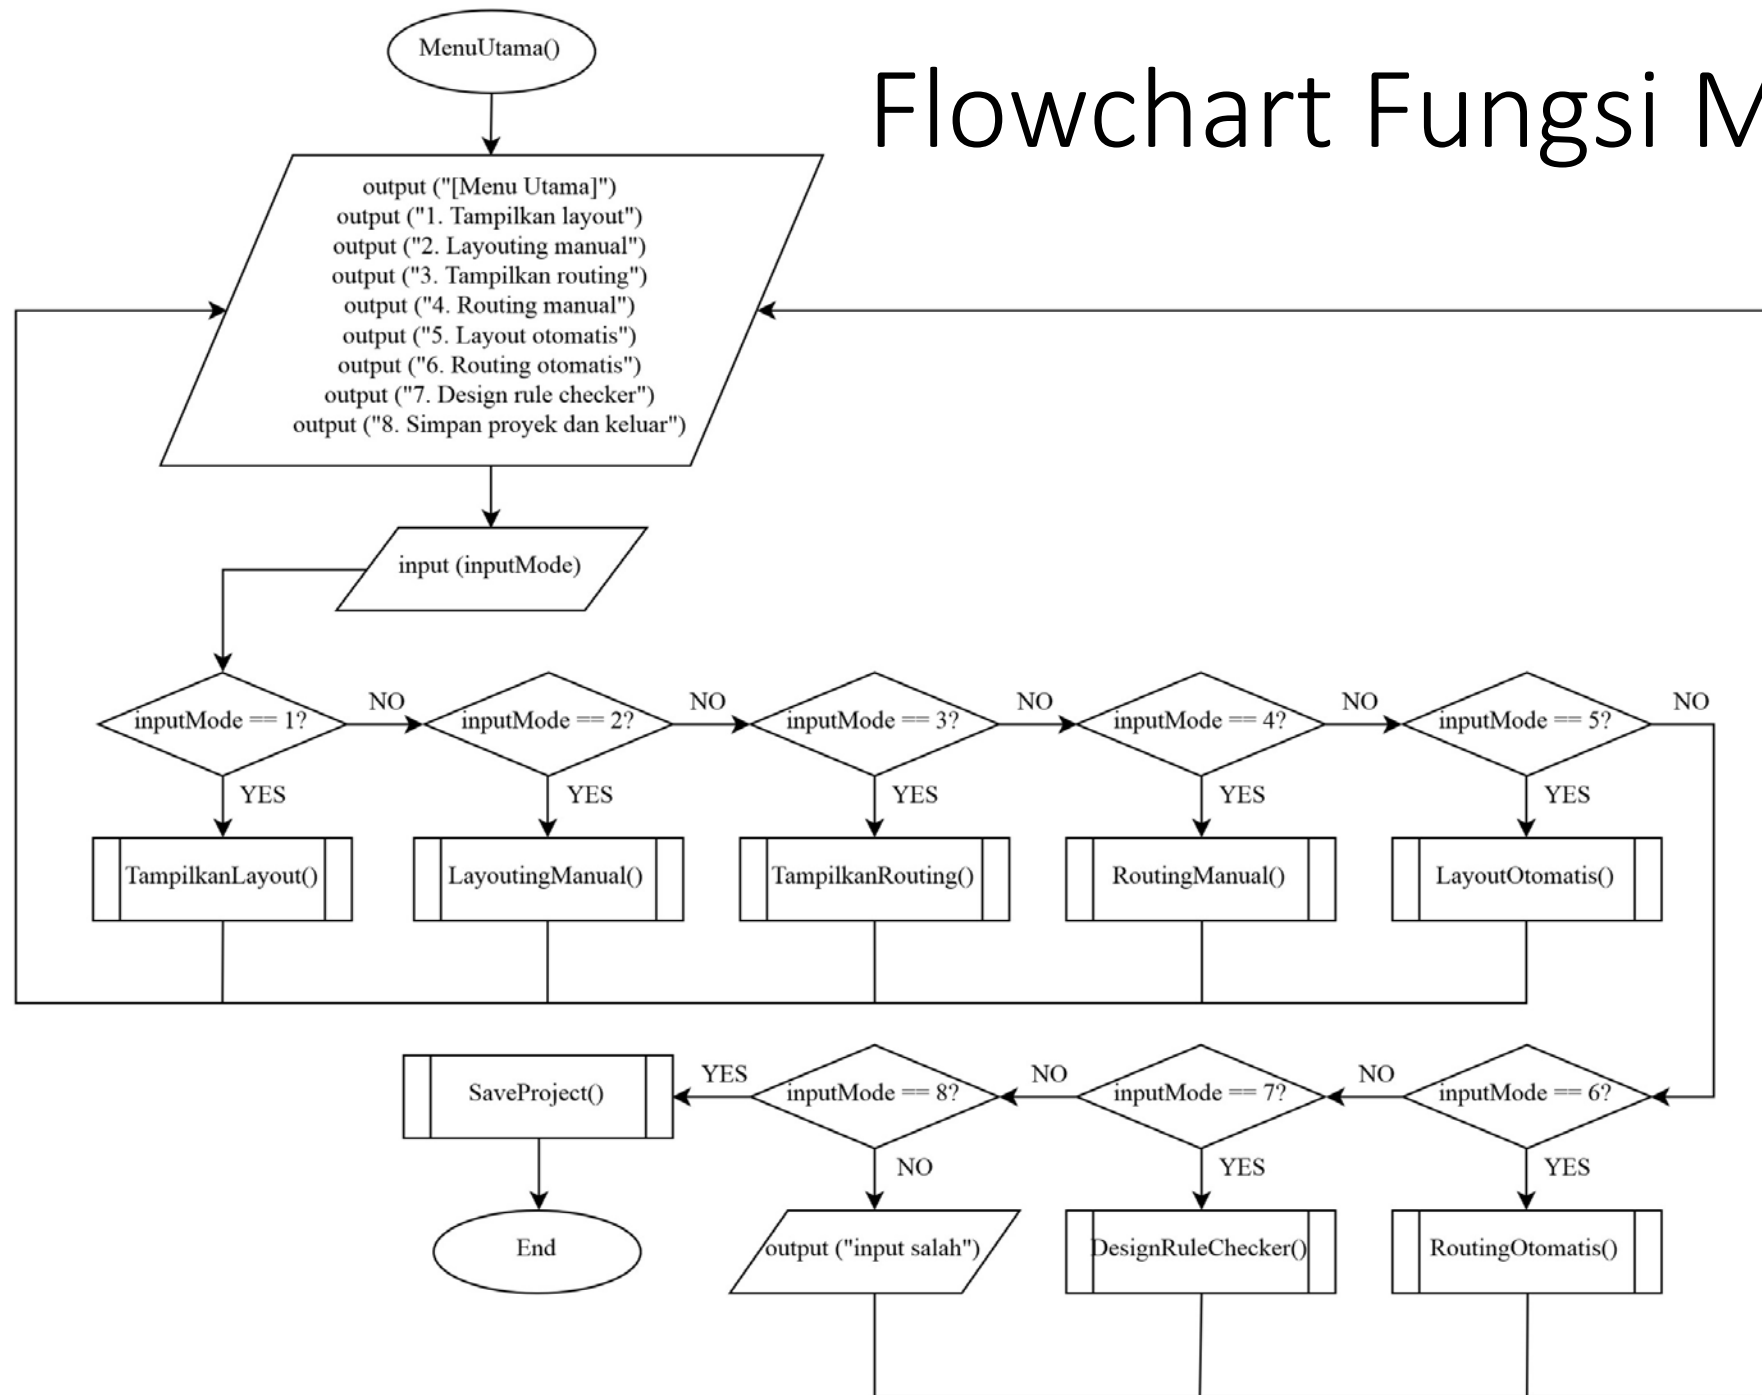 MenuUtama()
Flowchart Fungsi M
output ("[Menu Utama]")
output ("1. Tampilkan layout")
output ("2. Layouting manual")
output ("3. Tampilkan routing")
output ("4. Routing manual")
output ("5. Layout otomatis")
output ("6. Routing otomatis")
output ("7. Design rule checker")
output ("8. Simpan proyek dan keluar")
input (inputMode)
inputMode == 1?
NO
inputMode == 2?
NO
inputMode == 3?
NO
inputMode == 4?
NO
inputMode == 5?
NO
YES
YES
YES
YES
YES
TampilkanLayout()
LayoutingManual()
TampilkanRouting()
RoutingManual()
LayoutOtomatis()
SaveProject()
YES
inputMode == 8?
NO
inputMode == 7?
NO
inputMode == 6?
NO
YES
YES
End
output ("input salah")
DesignRuleChecker()
RoutingOtomatis()